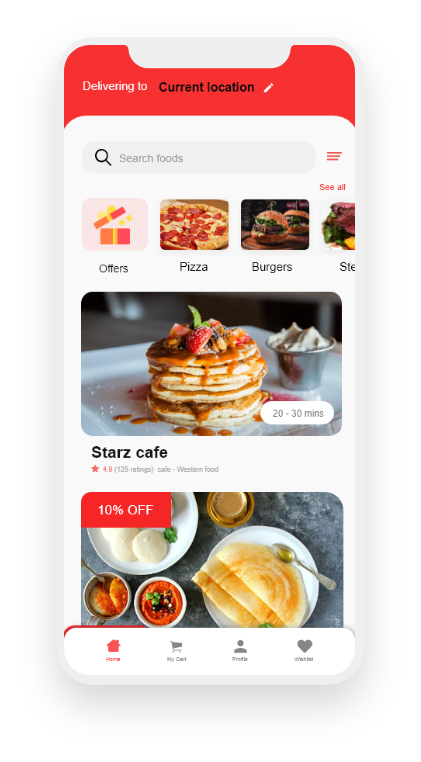 Delivering to Current location
Search foods
See all
Offers Pizza Burgers Ste
20 - 30 mins
Starz cafe
4.9 (125 ratings) cafe - Western food
10% OFF
Home My Cart Profile Wishlist